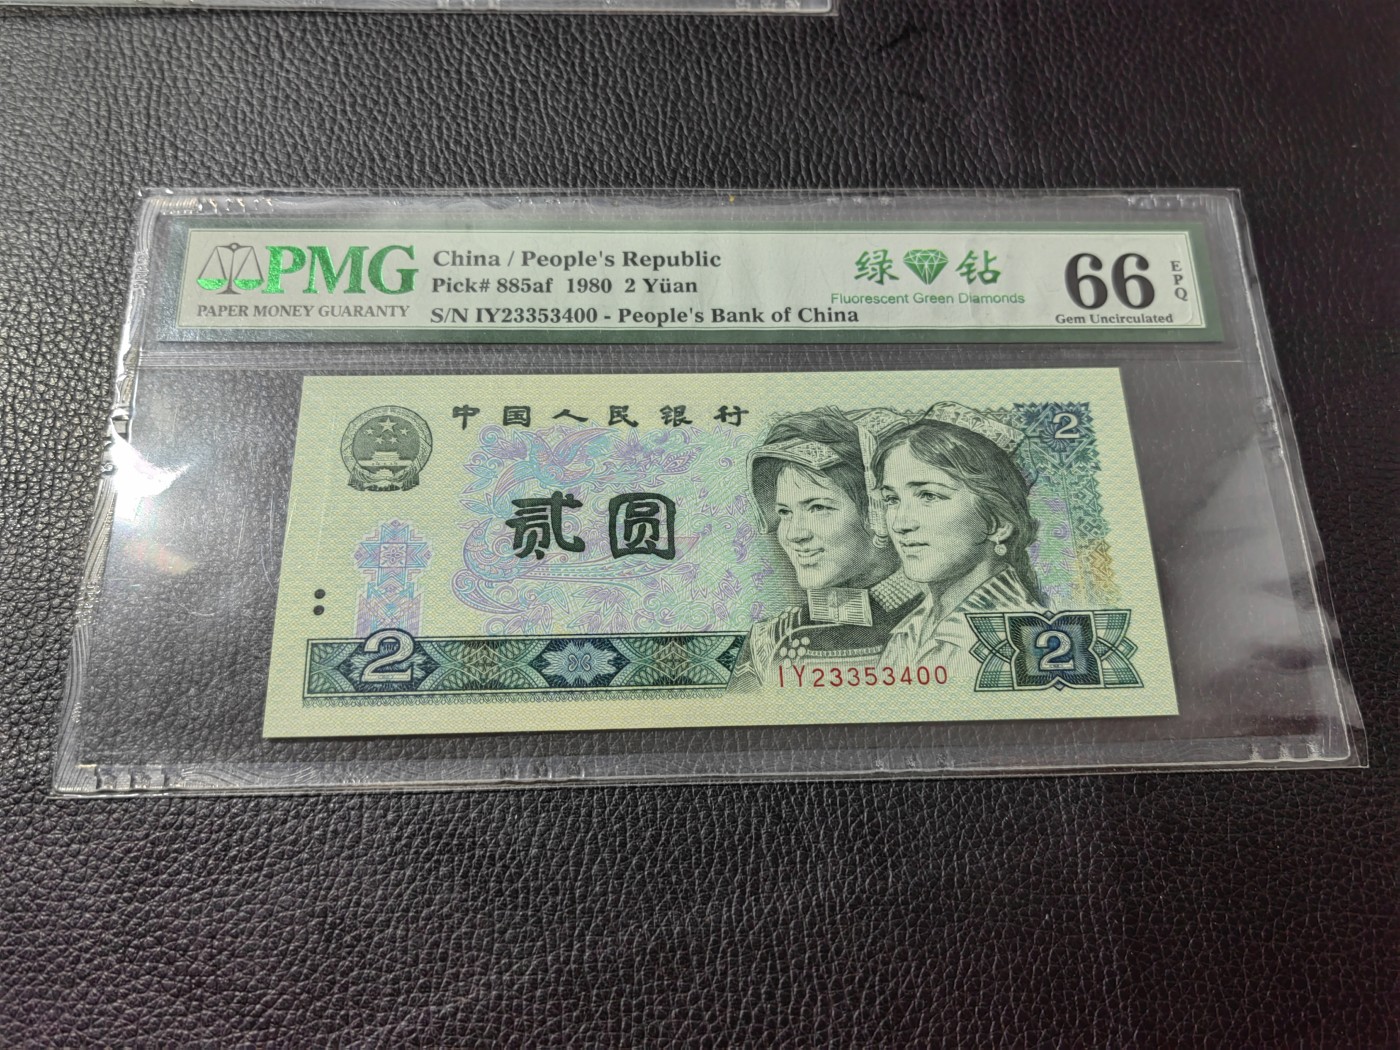 PMG
PAPER MONEY GUARANTY
China / People's Republic
Pick# 885af 1980 2 Yüan
S/N IY23353400 - People's Bank of China
绿钻
Fluorescent Green Diamonds
66
EPQ
Gem Uncirculated
中国人民银行
贰圆
2
2
2
IY23353400